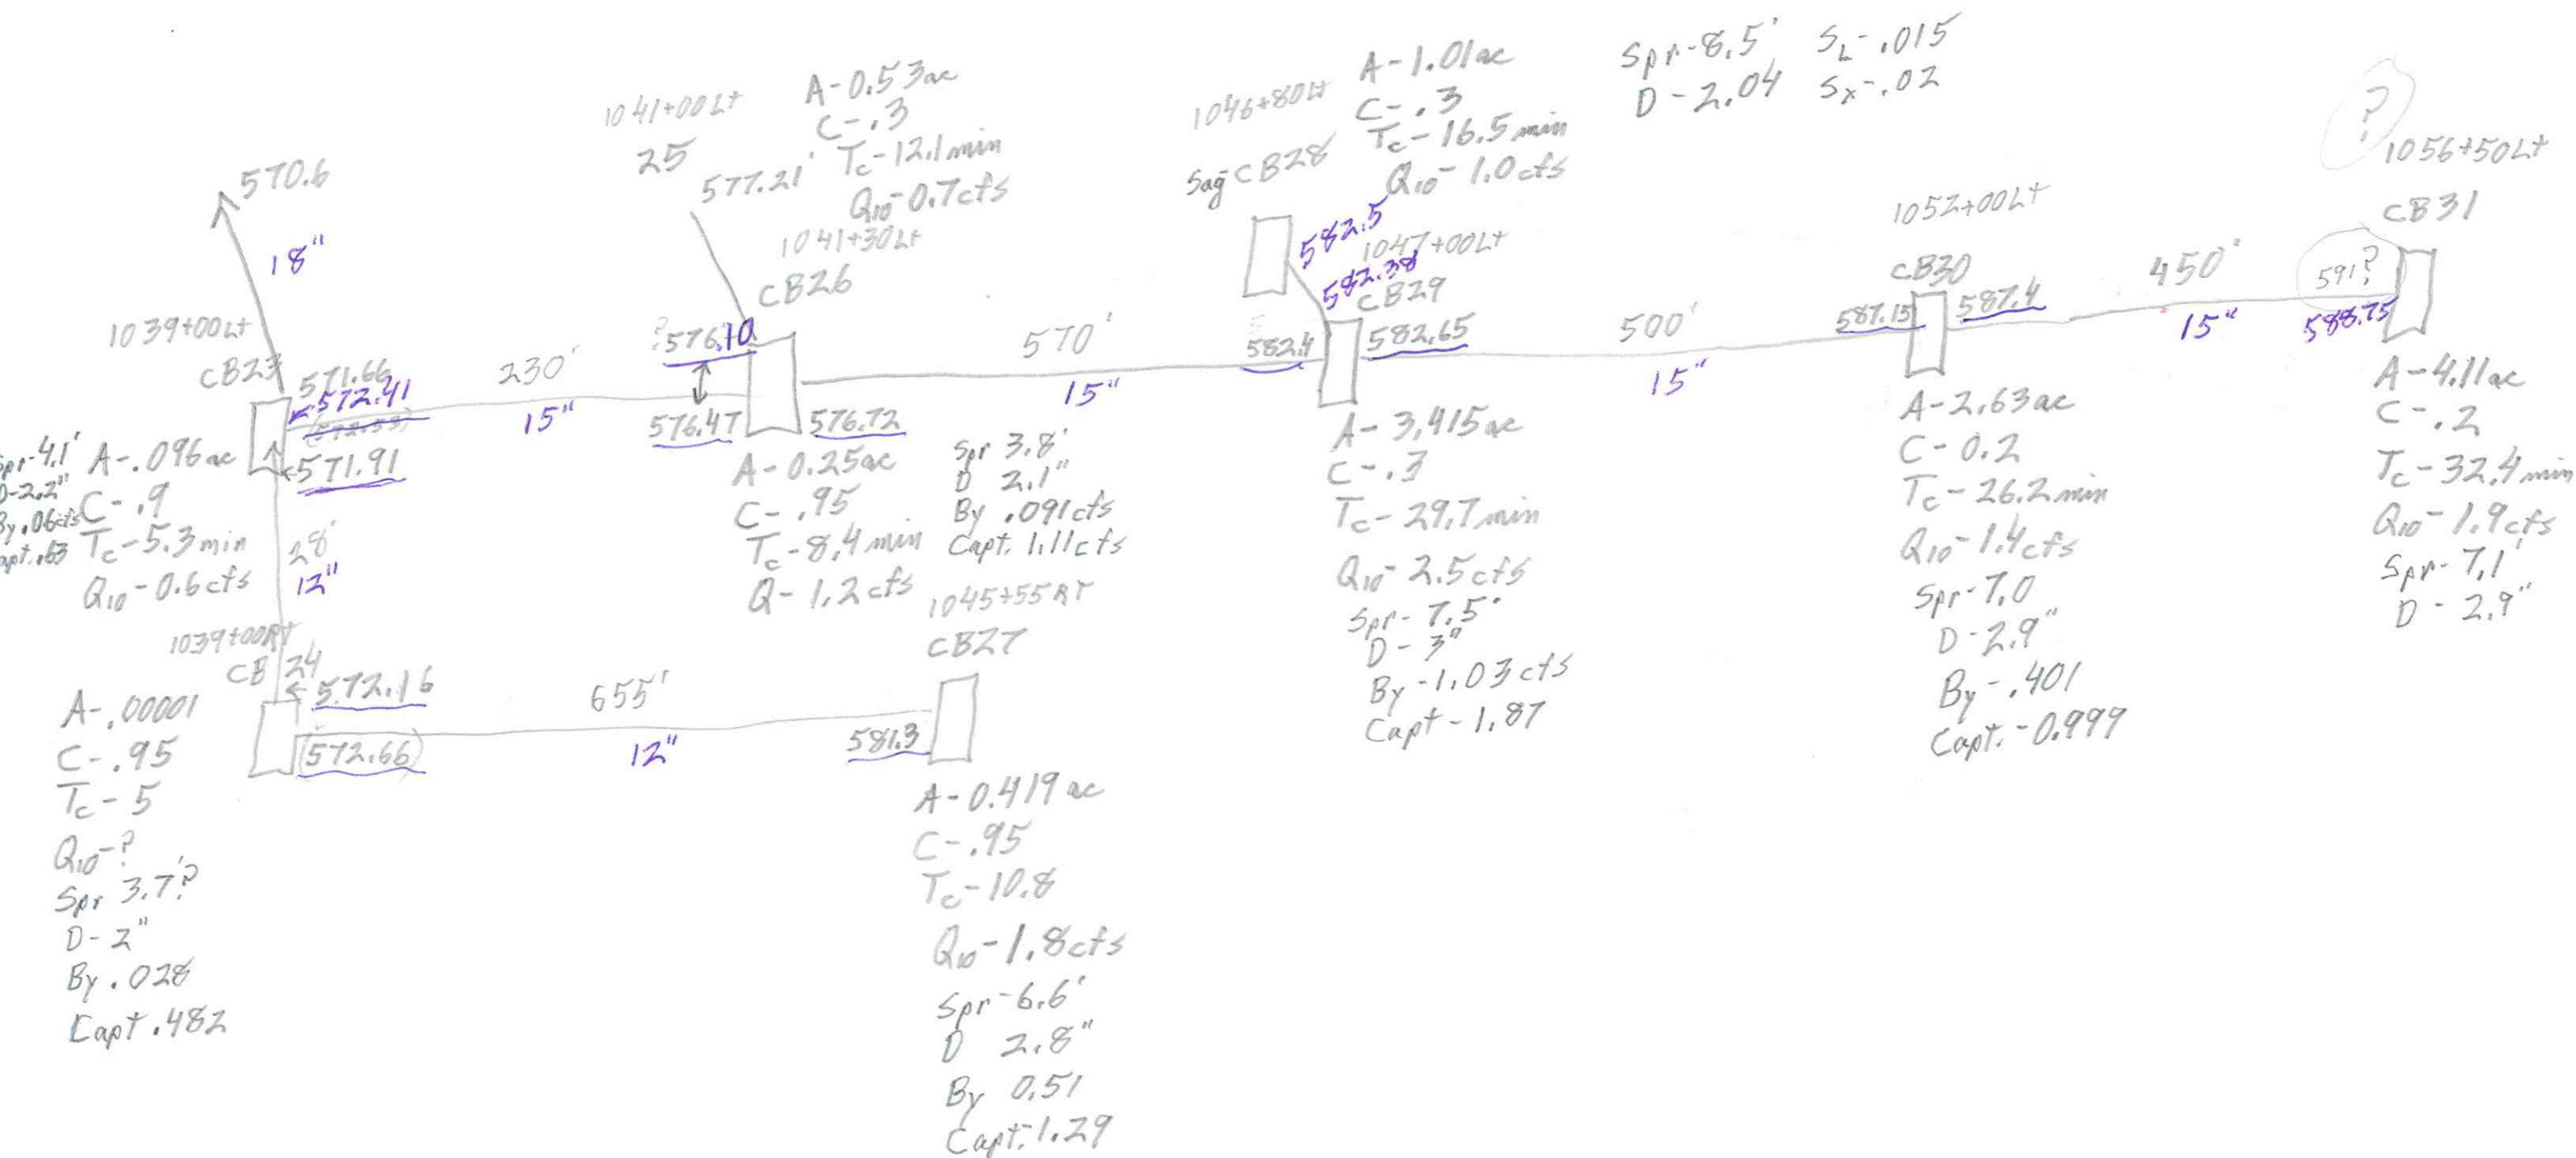 570.6
18"
1039+00Lt
CB23
571.66
572.41
571.91
230'
15"
Spr-4.1'
D-2.2"
By .06cfs
Capt .63
A-.096ac
C-.9
Tc-5.3min
Q10-0.6cfs
28'
12"
1039+00Rt
CB 24
572.16
(572.66)
655'
12"
581.3
A-.00001
C-.95
Tc-5
Q10-?
Spr 3.7'?
D-2"
By .028
Capt .482
1041+00Lt
25
577.21'
A-0.53ac
C-.3
Tc-12.1min
Q10-0.7cfs
1041+30Lt
CB26
?576.10
576.47
576.72
570'
15"
A-0.25ac
C-.95
Tc-8.4min
Q-1.2cfs
Spr 3.8'
D 2.1"
By .091cfs
Capt. 1.11cfs
1045+55RT
CB27
A-0.419ac
C-.95
Tc-10.8
Q10-1.8cfs
Spr-6.6'
D 2.8"
By 0.51
Capt-1.29
1046+80Lt
Sag CB28
A-1.01ac
C-.3
Tc-16.5min
Q10-1.0cfs
Spr-8.5' SL-.015
D-2.04 Sx-.02
582.5
1047+00Lt
582.38
CB29
582.4
582.65
500'
15"
A-3,415ac
C-.3
Tc-29.7min
Q10-2.5cfs
Spr-7.5'
D-3"
By-1.03cfs
Capt-1.87
1052+00Lt
CB30
587.15
587.4
450'
15"
A-2.63ac
C-0.2
Tc-26.2min
Q10-1.4cfs
Spr-7.0
D-2.9"
By-.401
Capt.-0.999
?
1056+50Lt
CB31
591?
588.75
A-4.11ac
C-.2
Tc-32.4min
Q10-1.9cfs
Spr-7.1'
D-2.9"